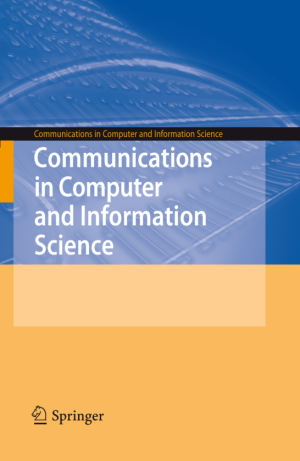 Communications in Computer and Information Science
Communications
in Computer
and Information
Science
Springer